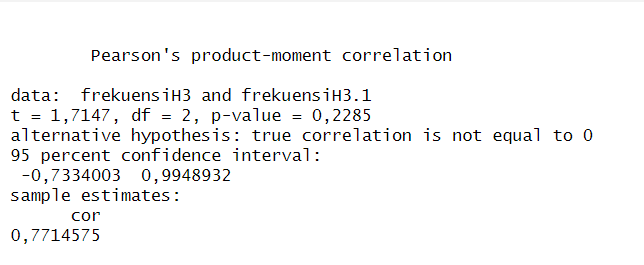 Pearson's product-moment correlation
data: frekuensiH3 and frekuensiH3.1
t = 1,7147, df = 2, p-value = 0,2285
alternative hypothesis: true correlation is not equal to 0
95 percent confidence interval:
-0,7334003 0,9948932
sample estimates:
cor
0,7714575